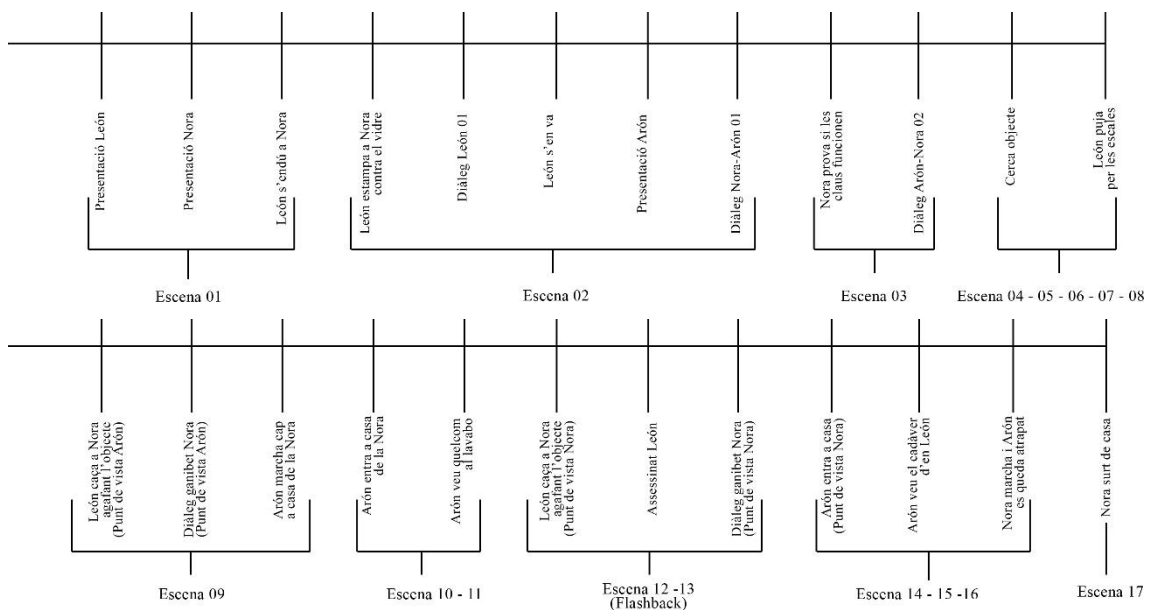 Presentació León
Presentació Nora
León s'endú a Nora
León estampa a Nora
contra el vidre
Diàleg León 01
León s'en va
Presentació Arón
Diàleg Nora-Arón 01
Nora prova si les
claus funcionen
Diàleg Arón-Nora 02
Cerca objecte
León puja
per les escales
Escena 01
Escena 02
Escena 03
Escena 04 - 05 - 06 - 07 - 08
León caça a Nora
agafant l'objecte
(Punt de vista Arón)
Diàleg ganibet Nora
(Punt de vista Arón)
Arón marcha cap
a casa de la Nora
Arón entra a casa
de la Nora
Arón veu quelcom
al lavabo
León caça a Nora
agafant l'objecte
(Punt de vista Nora)
Assessinat León
Diàleg ganibet Nora
(Punt de vista Nora)
Arón entra a casa
(Punt de vista Nora)
Arón veu el cadàver
d'en León
Nora marcha i Arón
es queda atrapat
Nora surt de casa
Escena 09
Escena 10 - 11
Escena 12 -13
(Flashback)
Escena 14 - 15 -16
Escena 17